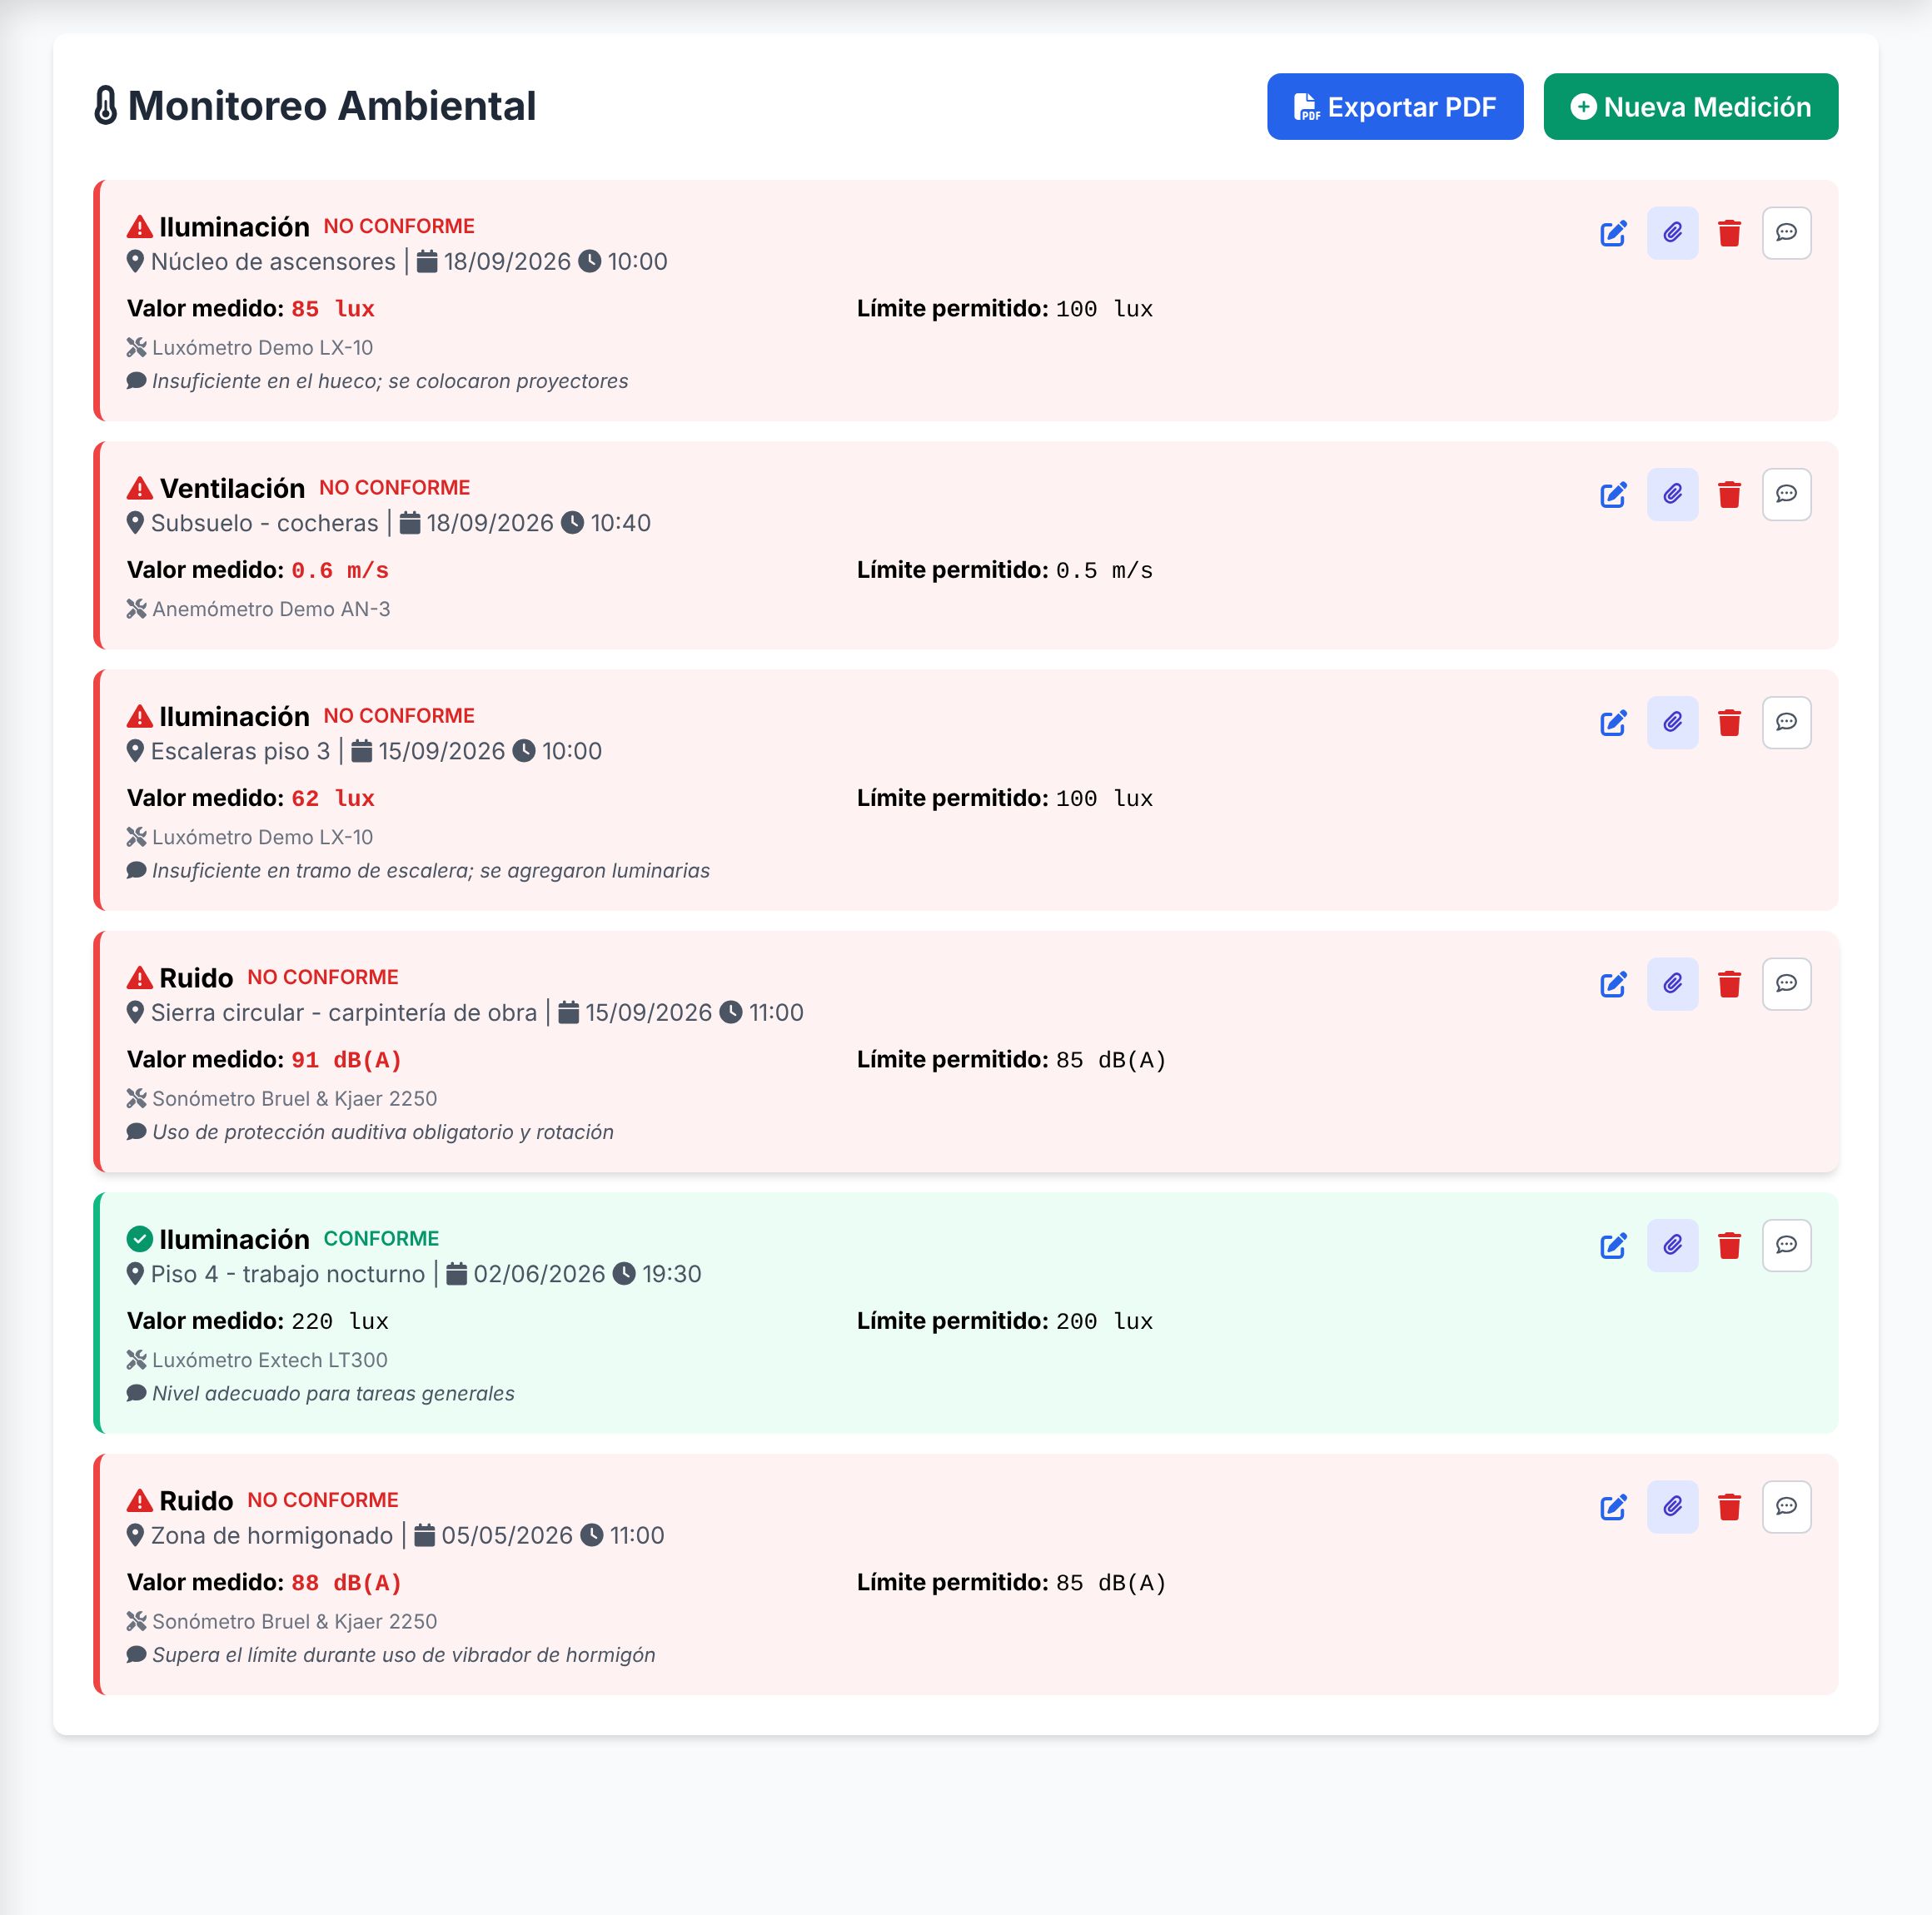 Monitoreo Ambiental
Exportar PDF
Nueva Medición
Iluminación NO CONFORME
Núcleo de ascensores | 18/09/2026 10:00
Valor medido: 85 lux Límite permitido: 100 lux
Luxómetro Demo LX-10
Insuficiente en el hueco; se colocaron proyectores
Ventilación NO CONFORME
Subsuelo - cocheras | 18/09/2026 10:40
Valor medido: 0.6 m/s Límite permitido: 0.5 m/s
Anemómetro Demo AN-3
Iluminación NO CONFORME
Escaleras piso 3 | 15/09/2026 10:00
Valor medido: 62 lux Límite permitido: 100 lux
Luxómetro Demo LX-10
Insuficiente en tramo de escalera; se agregaron luminarias
Ruido NO CONFORME
Sierra circular - carpintería de obra | 15/09/2026 11:00
Valor medido: 91 dB(A) Límite permitido: 85 dB(A)
Sonómetro Bruel & Kjaer 2250
Uso de protección auditiva obligatorio y rotación
Iluminación CONFORME
Piso 4 - trabajo nocturno | 02/06/2026 19:30
Valor medido: 220 lux Límite permitido: 200 lux
Luxómetro Extech LT300
Nivel adecuado para tareas generales
Ruido NO CONFORME
Zona de hormigonado | 05/05/2026 11:00
Valor medido: 88 dB(A) Límite permitido: 85 dB(A)
Sonómetro Bruel & Kjaer 2250
Supera el límite durante uso de vibrador de hormigón